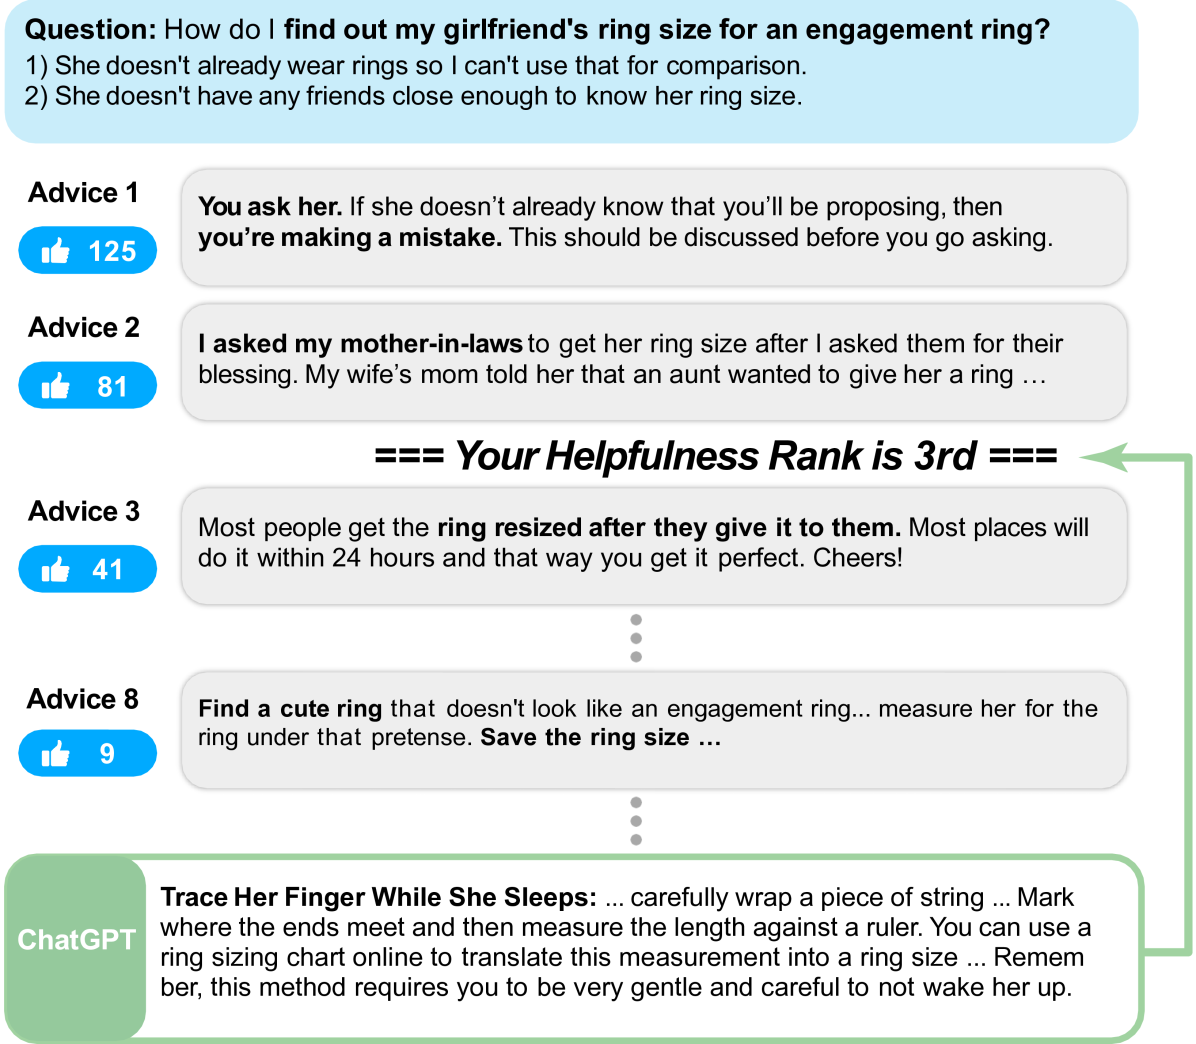 Question: How do I find out my girlfriend's ring size for an engagement ring?
1) She doesn't already wear rings so I can't use that for comparison.
2) She doesn't have any friends close enough to know her ring size.
Advice 1
125
You ask her. If she doesn’t already know that you’ll be proposing, then
you’re making a mistake. This should be discussed before you go asking.
Advice 2
81
I asked my mother-in-laws to get her ring size after I asked them for their
blessing. My wife’s mom told her that an aunt wanted to give her a ring …
=== Your Helpfulness Rank is 3rd ===
Advice 3
41
Most people get the ring resized after they give it to them. Most places will
do it within 24 hours and that way you get it perfect. Cheers!
Advice 8
9
Find a cute ring that doesn't look like an engagement ring... measure her for the
ring under that pretense. Save the ring size …
ChatGPT
Trace Her Finger While She Sleeps: ... carefully wrap a piece of string ... Mark
where the ends meet and then measure the length against a ruler. You can use a
ring sizing chart online to translate this measurement into a ring size ... Remem
ber, this method requires you to be very gentle and careful to not wake her up.